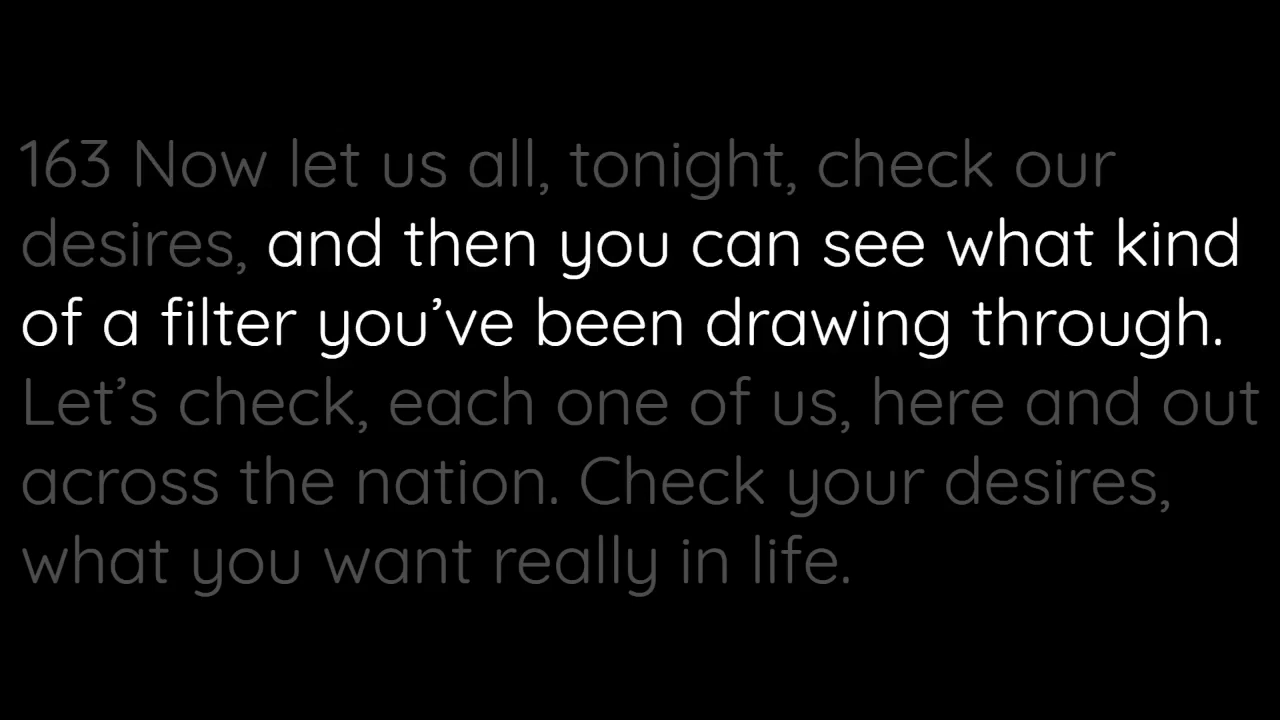 163 Now let us all, tonight, check our
desires, and then you can see what kind
of a filter you’ve been drawing through.
Let’s check, each one of us, here and out
across the nation. Check your desires,
what you want really in life.